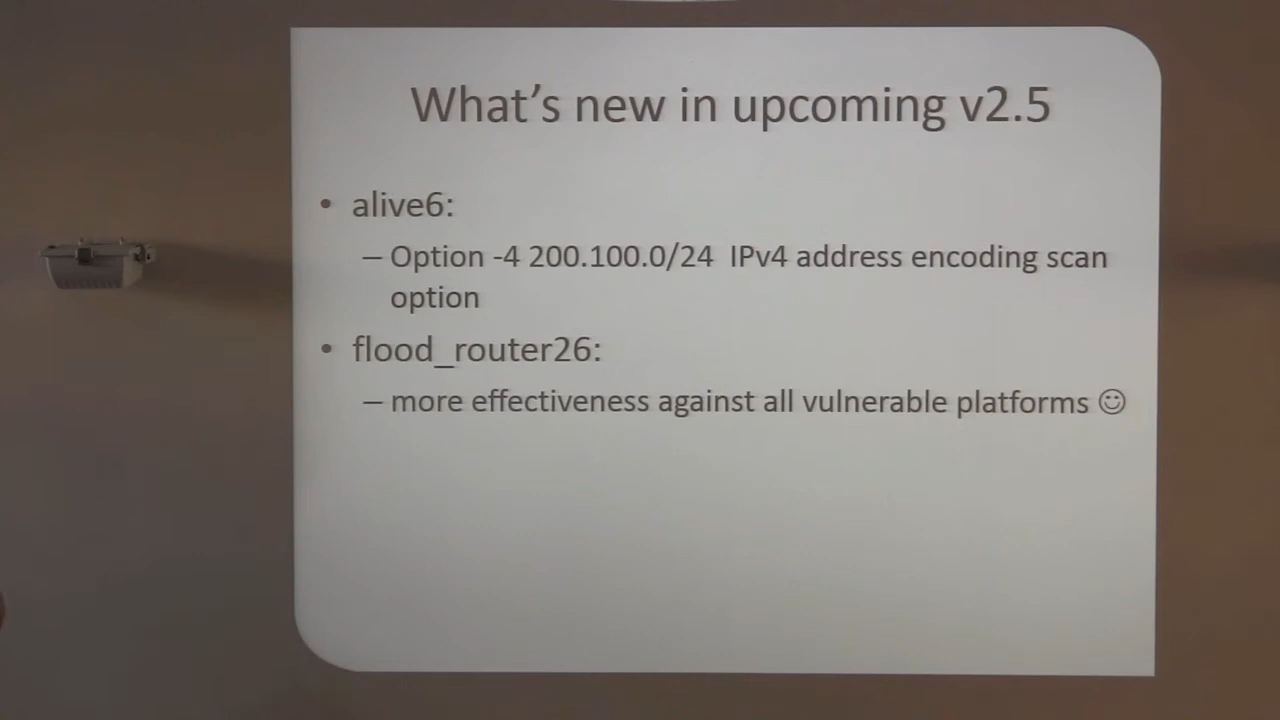 What's new in upcoming v2.5
• alive6:
– Option -4 200.100.0/24 IPv4 address encoding scan
option
• flood_router26:
– more effectiveness against all vulnerable platforms ☺